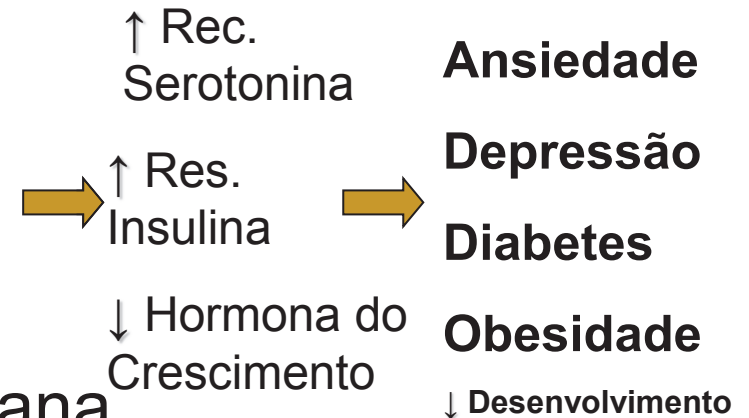 ↑ Rec.
Serotonina
↑ Res.
Insulina
↓ Hormona do
Crescimento
Ansiedade
Depressão
Diabetes
Obesidade
↓ Desenvolvimento